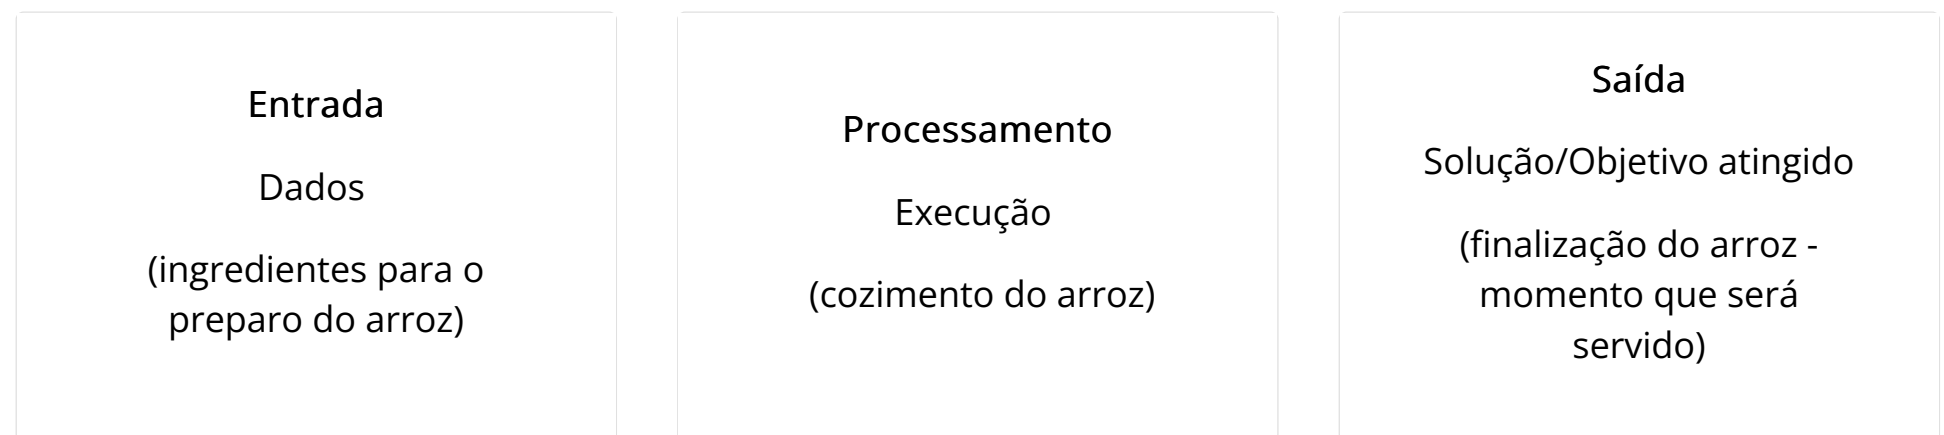 Entrada
Dados
(ingredientes para o
preparo do arroz)
Processamento
Execução
(cozimento do arroz)
Saída
Solução/Objetivo atingido
(finalização do arroz -
momento que será
servido)